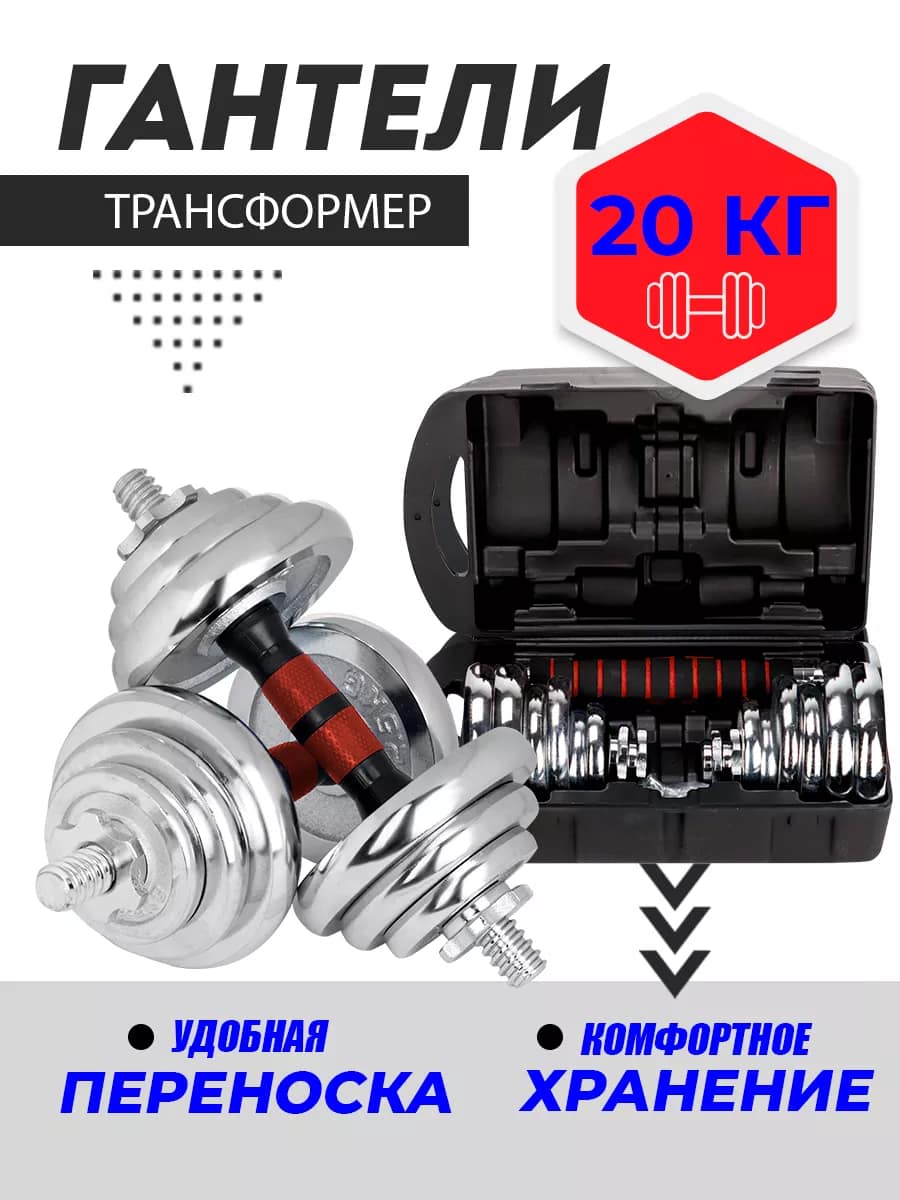 ГАНТЕЛИ
ТРАНСФОРМЕР
20 КГ
УДОБНАЯ
ПЕРЕНОСКА
КОМФОРТНОЕ
ХРАНЕНИЕ